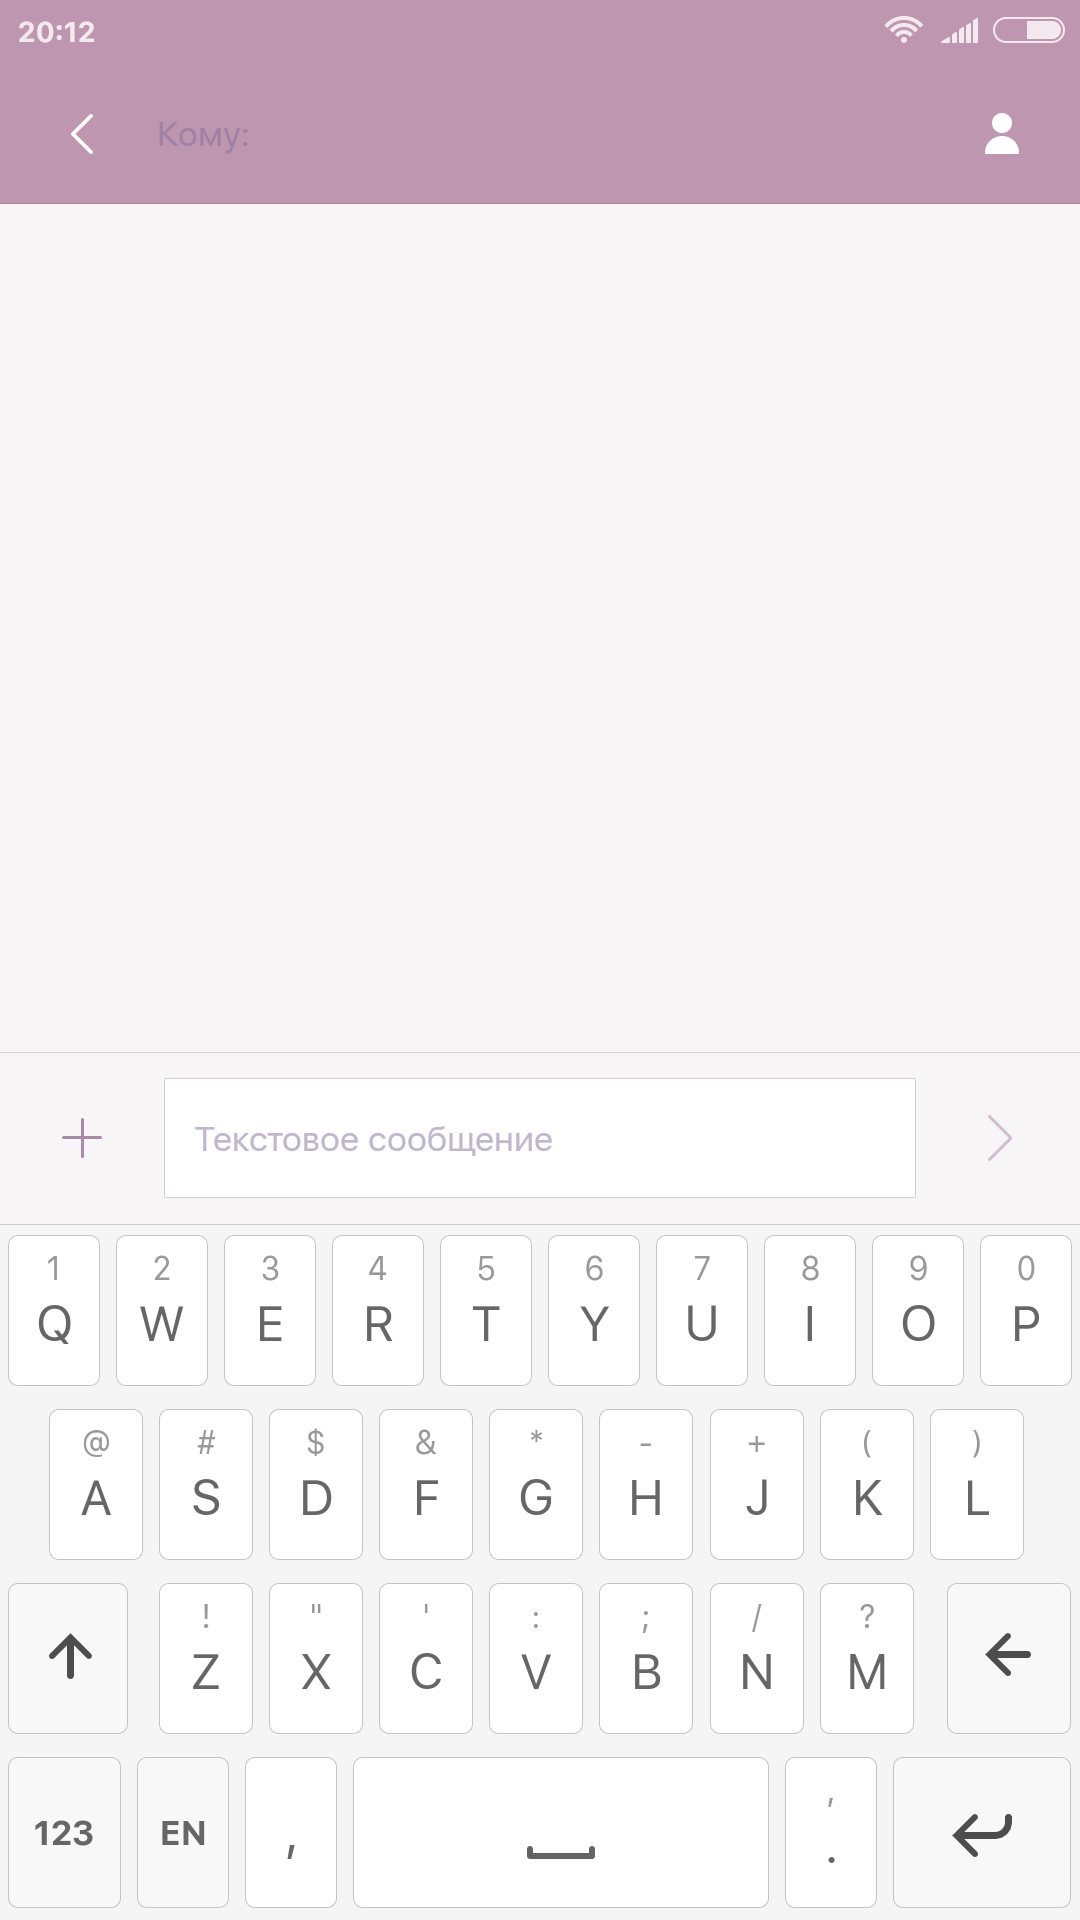 20:12
Кому:
Текстовое сообщение
1 2 3 4 5 6 7 8 9 0
Q W E R T Y U I O P
@ # $ & * - + ( )
A S D F G H J K L
! " ' : ; / ?
Z X C V B N M
,
123 EN , .